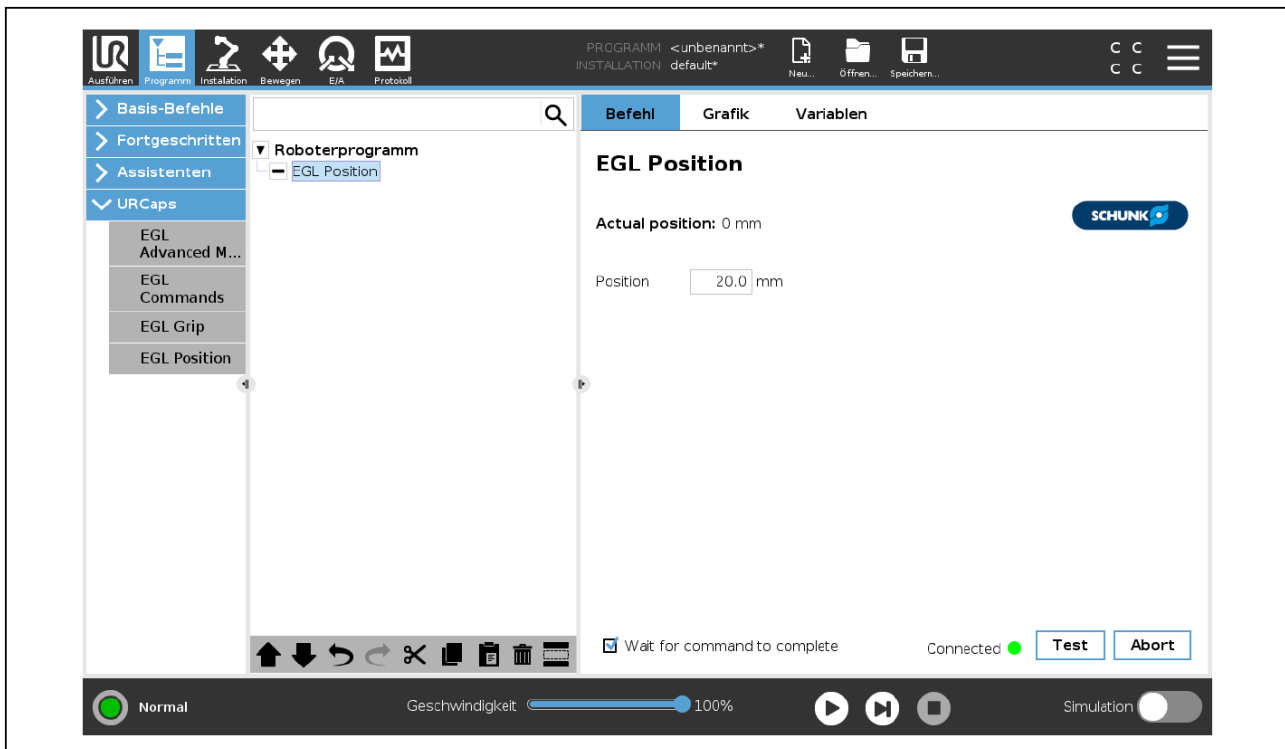 UR
PROGRAMM <unbenannt>*
INSTALLATION default*
C C
C C
Ausführen Programm Instalation Bewegen E/A Protokoll Neu... Öffnen... Speichern...
Basis-Befehle
Fortgeschritten
Assistenten
URCaps
EGL
Advanced M...
EGL
Commands
EGL Grip
EGL Position
Roboterprogramm
EGL Position
Befehl Grafik Variablen
EGL Position
SCHUNK
Actual position: 0 mm
Position 20.0 mm
Wait for command to complete Connected Test Abort
Normal Geschwindigkeit 100% Simulation